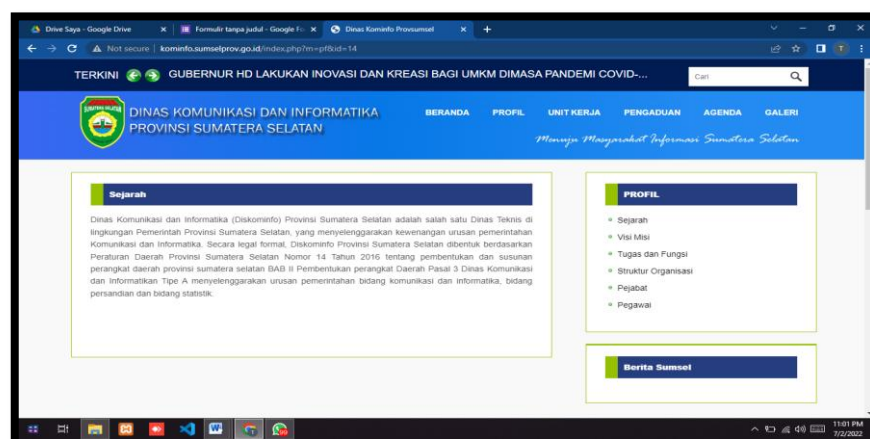 Drive Saya - Google Drive
Formulir tanpa judul - Google Fo
Dinas Kominfo Provsumsel
Not secure | kominfo.sumselprov.go.id/index.php?m=pf&id=14
TERKINI GUBERNUR HD LAKUKAN INOVASI DAN KREASI BAGI UMKM DIMASA PANDEMI COVID-...
Cari
DINAS KOMUNIKASI DAN INFORMATIKA
PROVINSI SUMATERA SELATAN
BERANDA PROFIL UNIT KERJA PENGADUAN AGENDA GALERI
Menuju Masyarakat Informasi Sumatera Selatan
Sejarah
Dinas Komunikasi dan Informatika (Diskominfo) Provinsi Sumatera Selatan adalah salah satu Dinas Teknis di
lingkungan Pemerintah Provinsi Sumatera Selatan, yang menyelenggarakan kewenangan urusan pemerintahan
Komunikasi dan Informatika. Secara legal formal, Diskominfo Provinsi Sumatera Selatan dibentuk berdasarkan
Peraturan Daerah Provinsi Sumatera Selatan Nomor 14 Tahun 2016 tentang pembentukan dan susunan
perangkat daerah provinsi sumatera selatan BAB II Pembentukan perangkat Daerah Pasal 3 Dinas Komunikasi
dan Informatikan Tipe A menyelenggarakan urusan pemerintahan bidang komunikasi dan informatika, bidang
persandian dan bidang statistik.
PROFIL
Sejarah
Visi Misi
Tugas dan Fungsi
Struktur Organisasi
Pejabat
Pegawai
Berita Sumsel
11:01 PM
7/2/2022